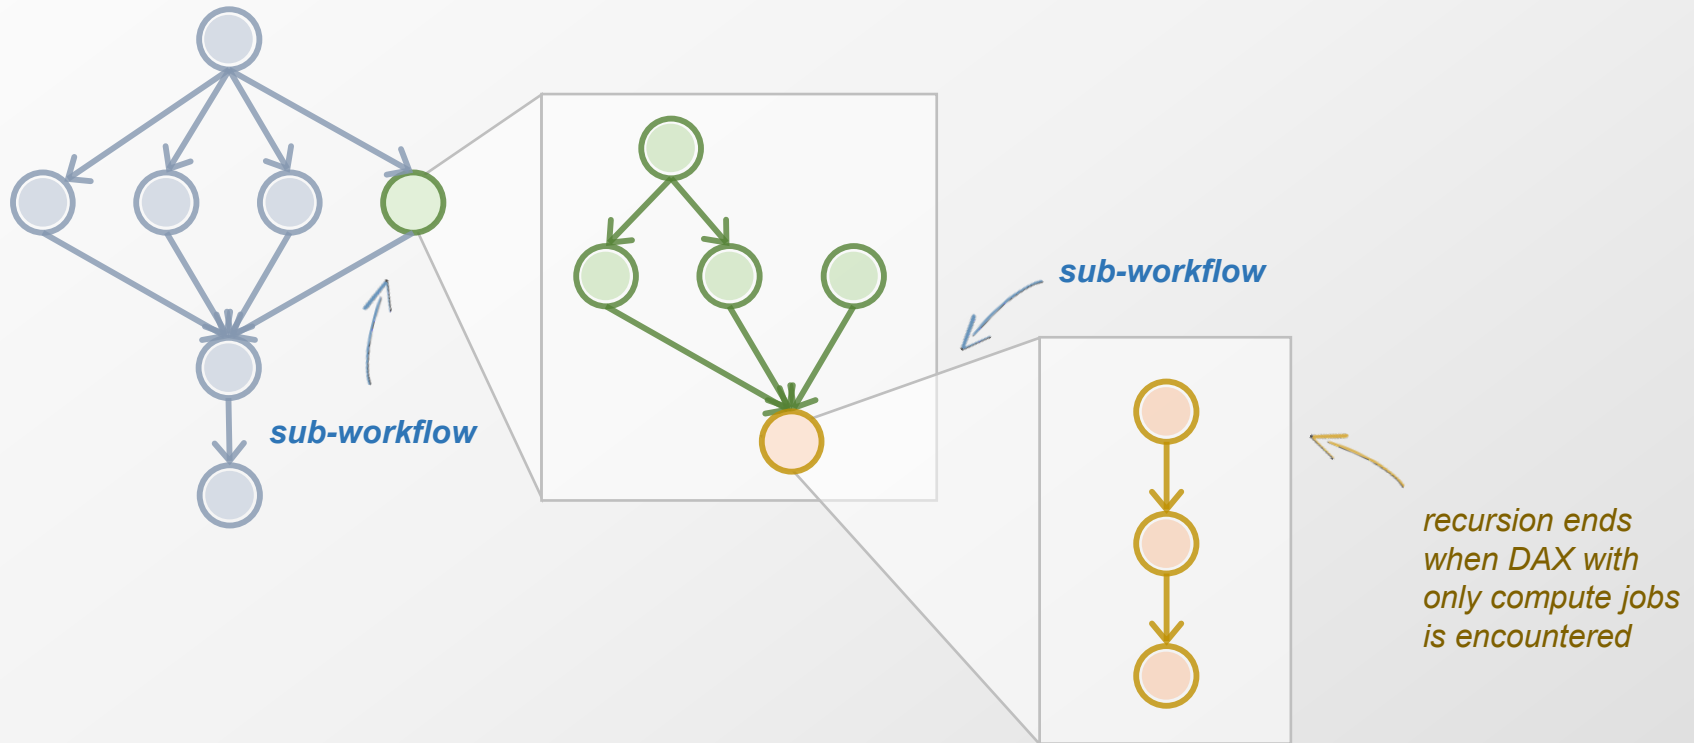 sub-workflow
sub-workflow
recursion ends
when DAX with
only compute jobs
is encountered